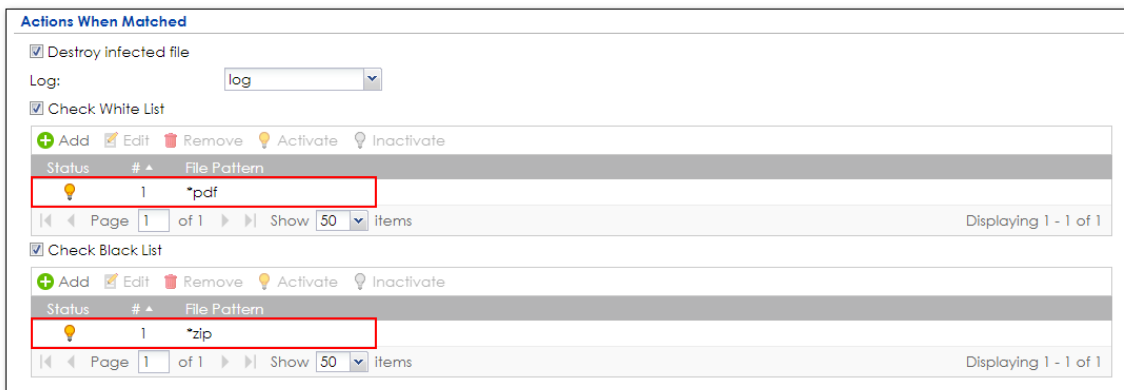 Actions When Matched
Destroy infected file
Log: log
Check White List
Add Edit Remove Activate Inactivate
Status # File Pattern
1 *pdf
Page 1 of 1 Show 50 items Displaying 1 - 1 of 1
Check Black List
Add Edit Remove Activate Inactivate
Status # File Pattern
1 *zip
Page 1 of 1 Show 50 items Displaying 1 - 1 of 1